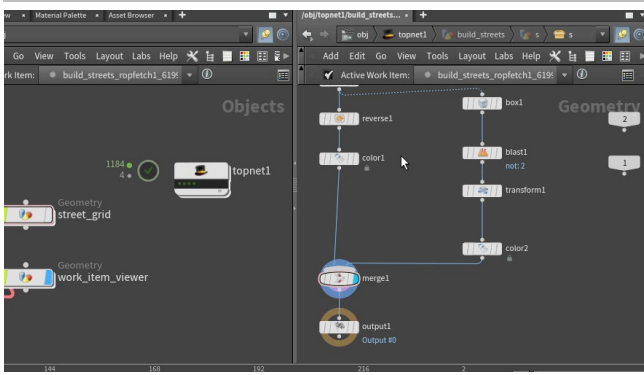 ow
Material Palette
Asset Browser
/obj/topnet1/build_streets...
obj
topnet1
build_streets
s
s
Go View Tools Layout Labs Help
Add Edit Go View Tools Layout Labs
rk Item: build_streets_ropfetch1_619
Active Work Item: build_streets_ropfetch1_619
Objects
Geometry
1184
4
topnet1
Geometry
street_grid
Geometry
work_item_viewer
box1
reverse1
2
blast1
not: 2
color1
1
transform1
color2
merge1
output1
Output #0
144 168 192 216 2